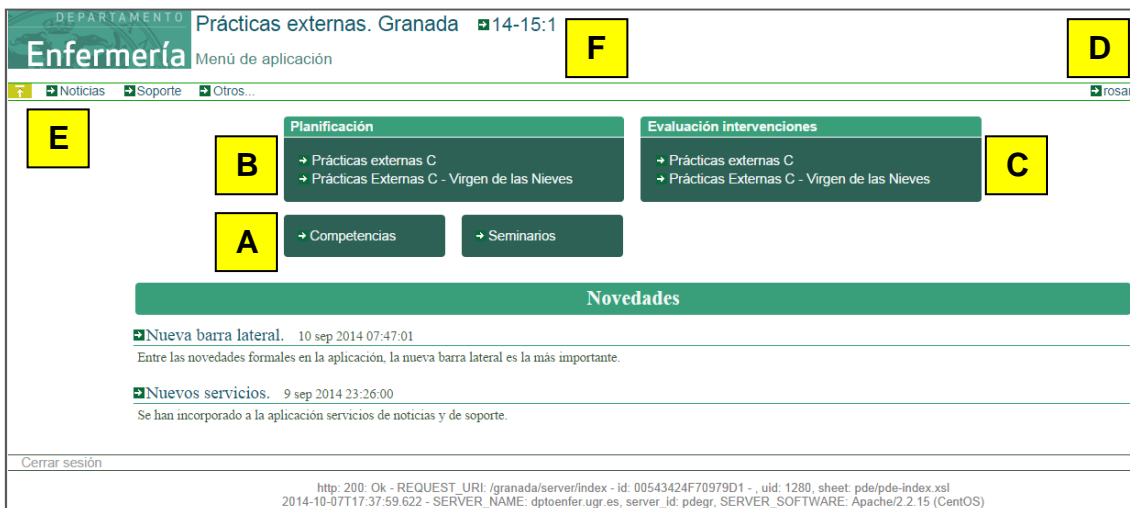 DEPARTAMENTO
Enfermería
Prácticas externas. Granada 14-15:1
F
D
Menú de aplicación
Noticias Soporte Otros...
E
Planificación
Evaluación intervenciones
B
Prácticas externas C
Prácticas Externas C - Virgen de las Nieves
Prácticas externas C
Prácticas Externas C - Virgen de las Nieves
C
A
Competencias
Seminarios
Novedades
Nueva barra lateral. 10 sep 2014 07:47:01
Entre las novedades formales en la aplicación, la nueva barra lateral es la más importante.
Nuevos servicios. 9 sep 2014 23:26:00
Se han incorporado a la aplicación servicios de noticias y de soporte.
Cerrar sesión
http: 200: Ok - REQUEST_URI: /granada/server/index - id: 00543424F70979D1 - , uid: 1280, sheet: pde/pde-index.xsl
2014-10-07T17:37:59.622 - SERVER_NAME: dptoenfer.ugr.es, server_id: pdegr, SERVER_SOFTWARE: Apache/2.2.15 (CentOS)